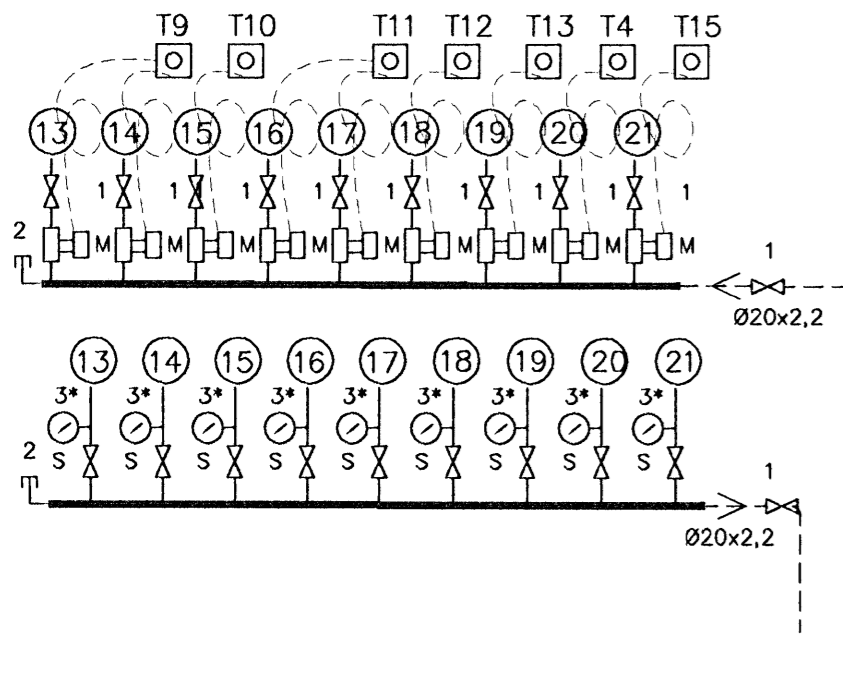 T9 T10 T11 T12 T13 T4 T15
13 14 15 16 17 18 19 20 21
1 1 1 1 1 1 1 1 1
2 M M M M M M M M M 1
Ø20x2,2
13 14 15 16 17 18 19 20 21
3* 3* 3* 3* 3* 3* 3* 3* 3*
2 S S S S S S S S S 1
Ø20x2,2